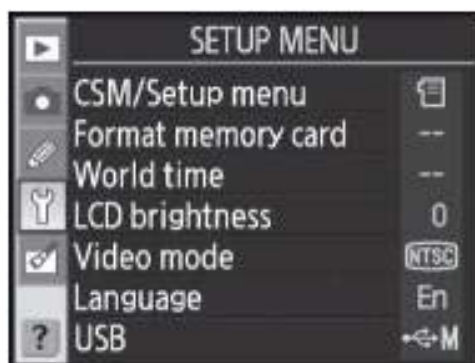 SETUP MENU
CSM/Setup menu
Format memory card --
World time --
LCD brightness 0
Video mode NTSC
Language En
? USB M